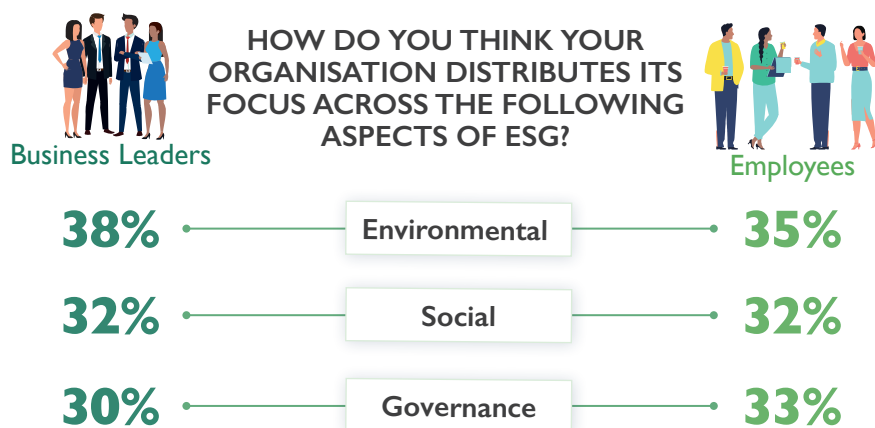 HOW DO YOU THINK YOUR
ORGANISATION DISTRIBUTES ITS
FOCUS ACROSS THE FOLLOWING
ASPECTS OF ESG?
Business Leaders
Employees
38% Environmental 35%
32% Social 32%
30% Governance 33%